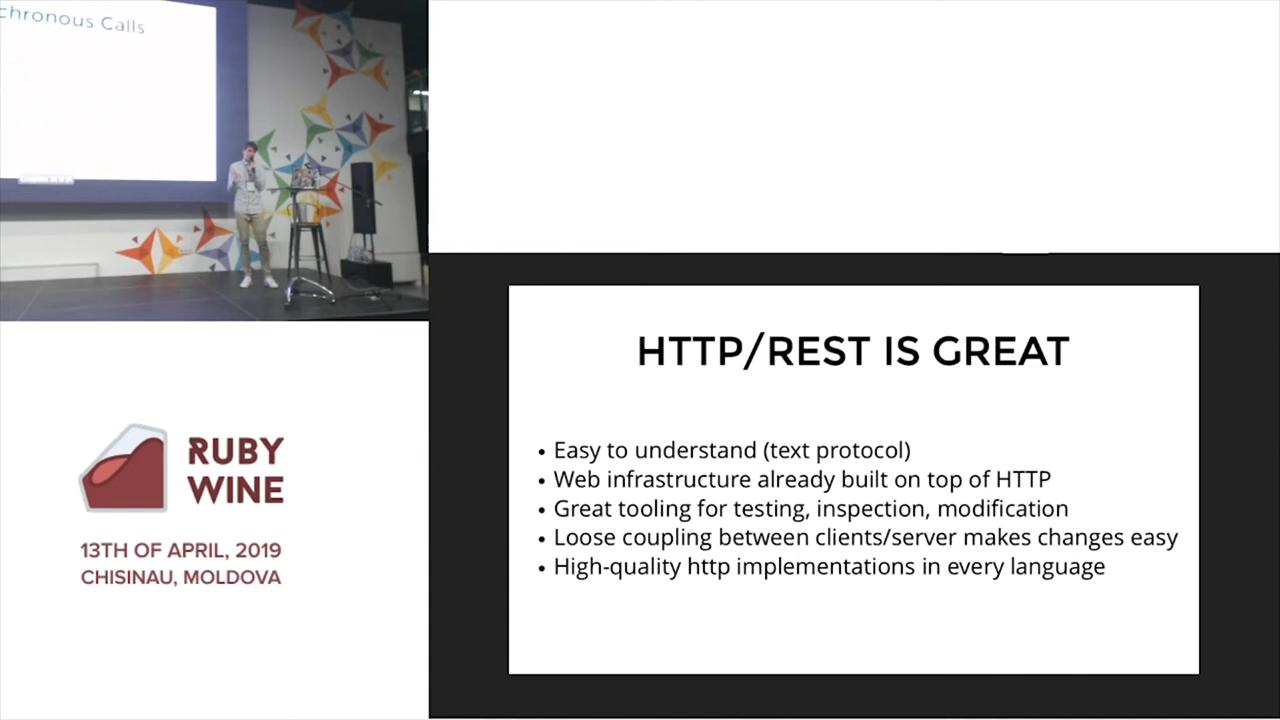 chronous Calls
RUBY
WINE
13TH OF APRIL, 2019
CHISINAU, MOLDOVA
HTTP/REST IS GREAT
• Easy to understand (text protocol)
• Web infrastructure already built on top of HTTP
• Great tooling for testing, inspection, modification
• Loose coupling between clients/server makes changes easy
• High-quality http implementations in every language